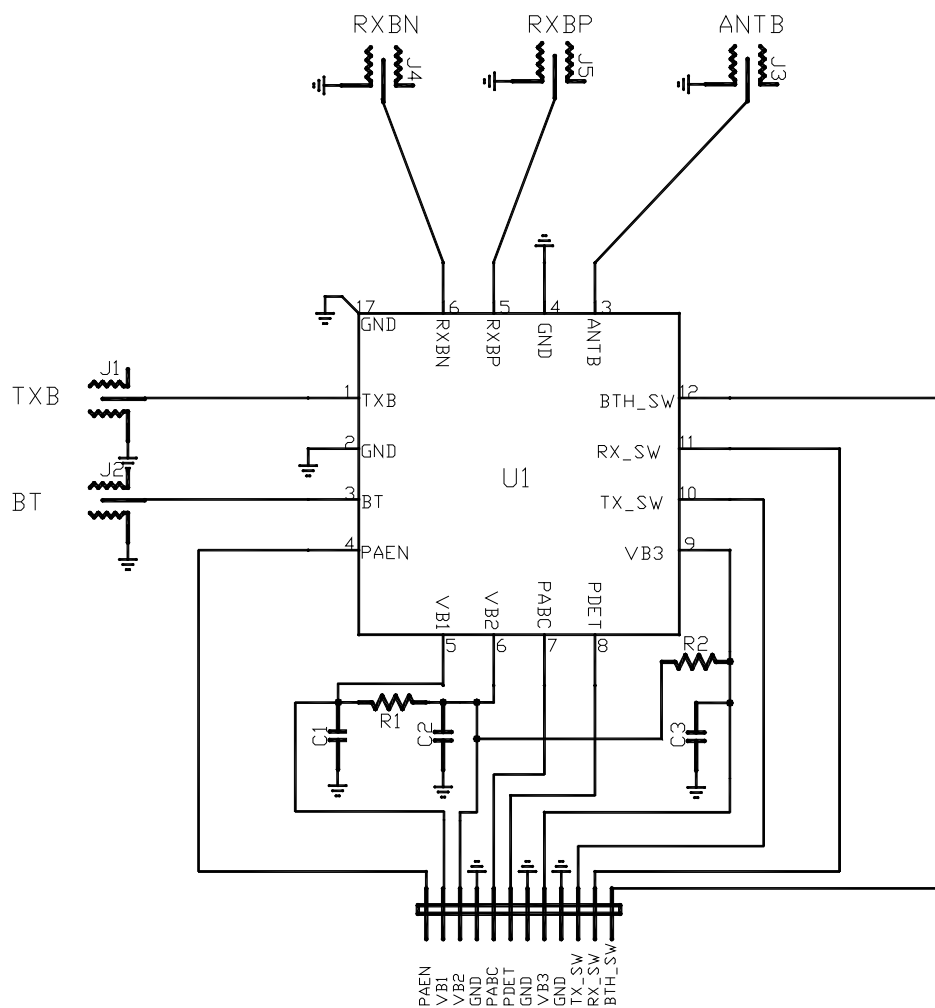 RXBN
RXBP
ANTB
J4
J5
J3
17
6
5
4
3
GND
RXBN
RXBP
GND
ANTB
J1
TXB
1
TXB
BTH_SW
12
2
GND
RX_SW
11
J2
U1
BT
3
BT
TX_SW
10
4
PAEN
VB3
9
VB1
VB2
PABC
PDET
5
6
7
8
R2
R1
C1
C2
C3
PAEN
VB1
VB2
GND
PABC
PDET
GND
VB3
GND
TX_SW
RX_SW
BTH_SW